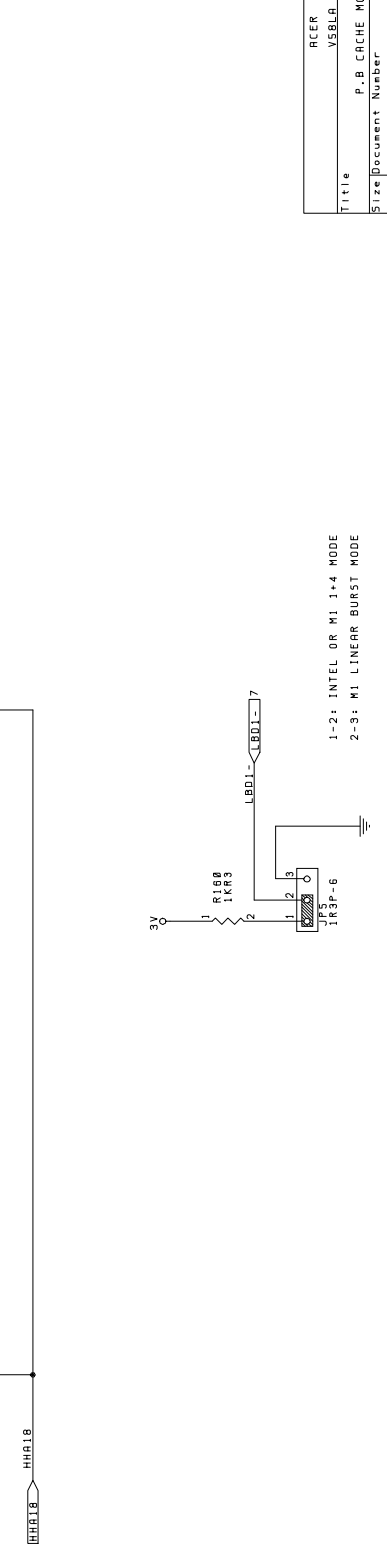 HHA18
HHA18
3V
1
R160
1KR3
2
LBD1-
LBD1-
7
1
2
3
JP5
1R3P-6
1-2: INTEL OR M1 1+4 MODE
2-3: M1 LINEAR BURST MODE
ACER
V58LA
Title
P.B CACHE MO
Size
Document Number